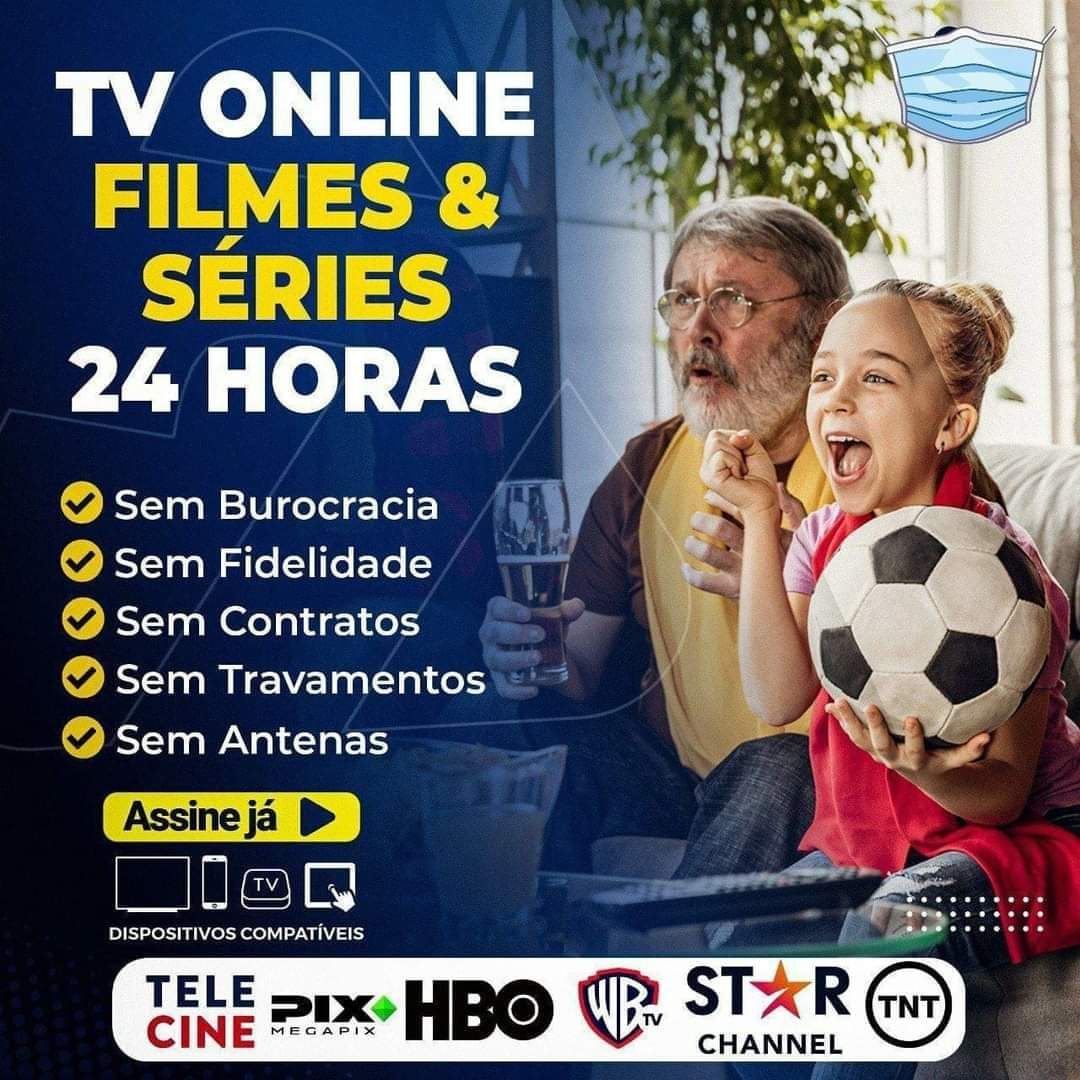 TV ONLINE
FILMES &
SÉRIES
24 HORAS
Sem Burocracia
Sem Fidelidade
Sem Contratos
Sem Travamentos
Sem Antenas
Assine já
TV
DISPOSITIVOS COMPATÍVEIS
TELE
CINE
PIX
MEGAPIX
HBO
WB
TV
STAR
CHANNEL
TNT